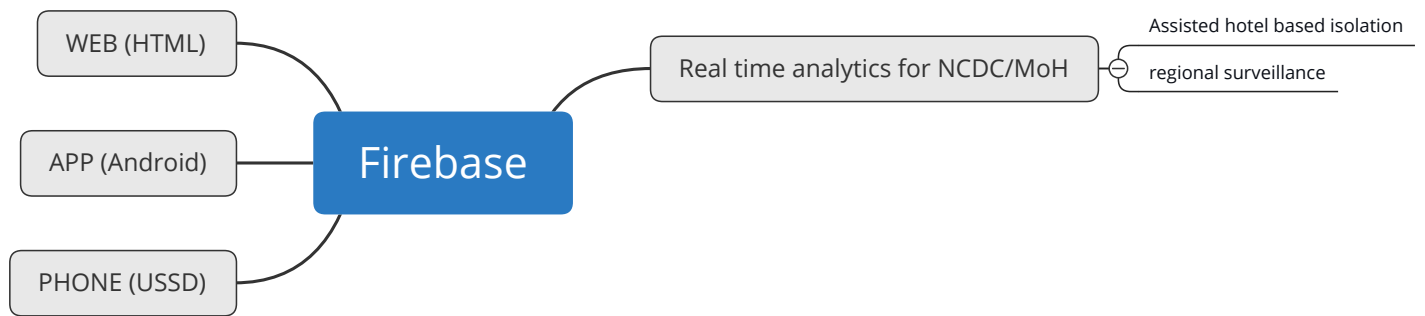 WEB (HTML)
APP (Android)
PHONE (USSD)
Firebase
Real time analytics for NCDC/MoH
Assisted hotel based isolation
regional surveillance